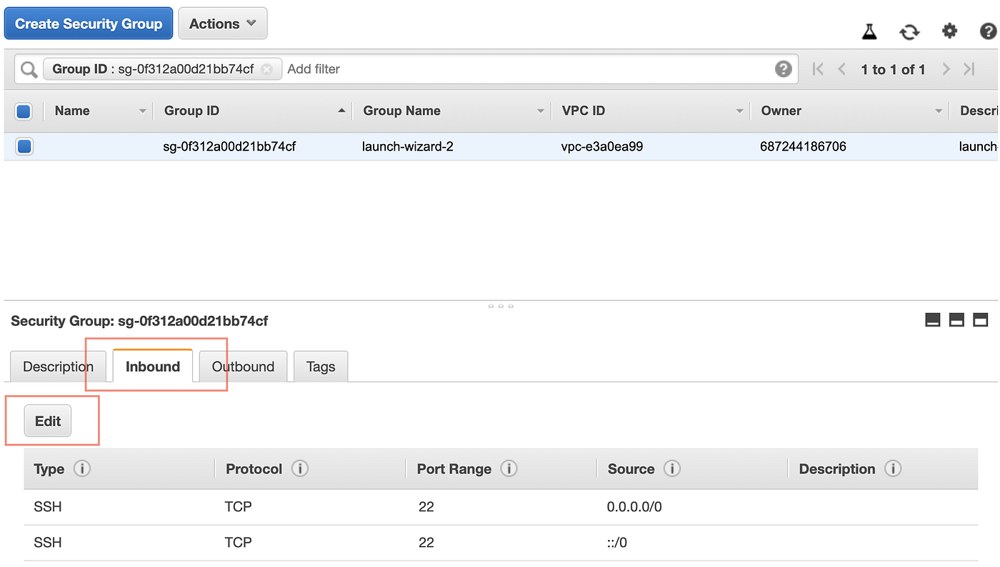 Create Security Group Actions
Group ID : sg-0f312a00d21bb74cf Add filter 1 to 1 of 1
Name Group ID Group Name VPC ID Owner Descri
sg-0f312a00d21bb74cf launch-wizard-2 vpc-e3a0ea99 687244186706 launch-
Security Group: sg-0f312a00d21bb74cf
Description Inbound Outbound Tags
Edit
Type Protocol Port Range Source Description
SSH TCP 22 0.0.0.0/0
SSH TCP 22 ::/0